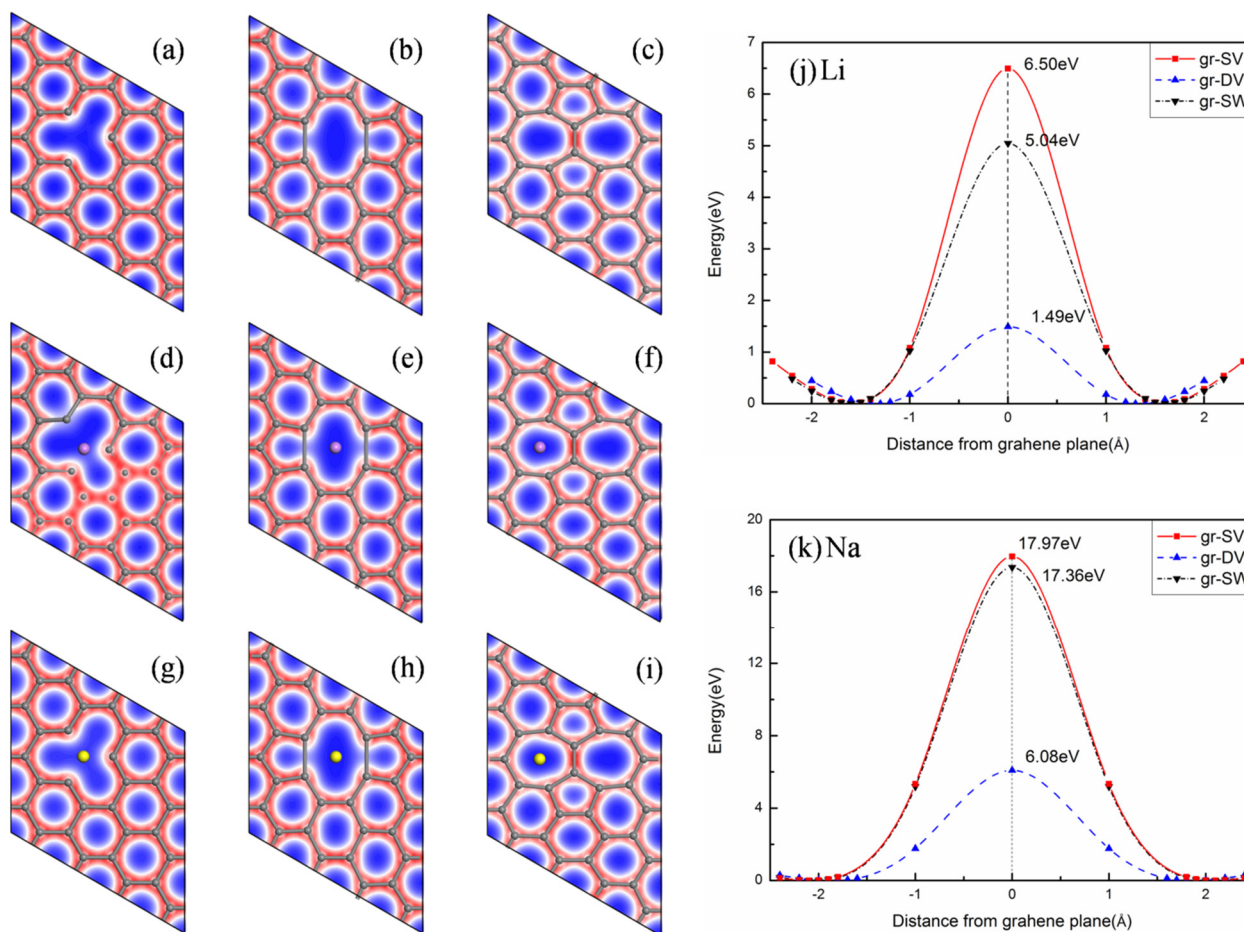 (a)
(b)
(c)
(d)
(e)
(f)
(g)
(h)
(i)
(j) Li
7
6
5
4
3
2
1
0
Energy(eV)
6.50eV
5.04eV
1.49eV
gr-SV
gr-DV
gr-SW
-2
-1
0
1
2
Distance from grahene plane(Å)
(k) Na
20
16
12
8
4
0
Energy(eV)
17.97eV
17.36eV
6.08eV
gr-SV
gr-DV
gr-SW
-2
-1
0
1
2
Distance from grahene plane(Å)